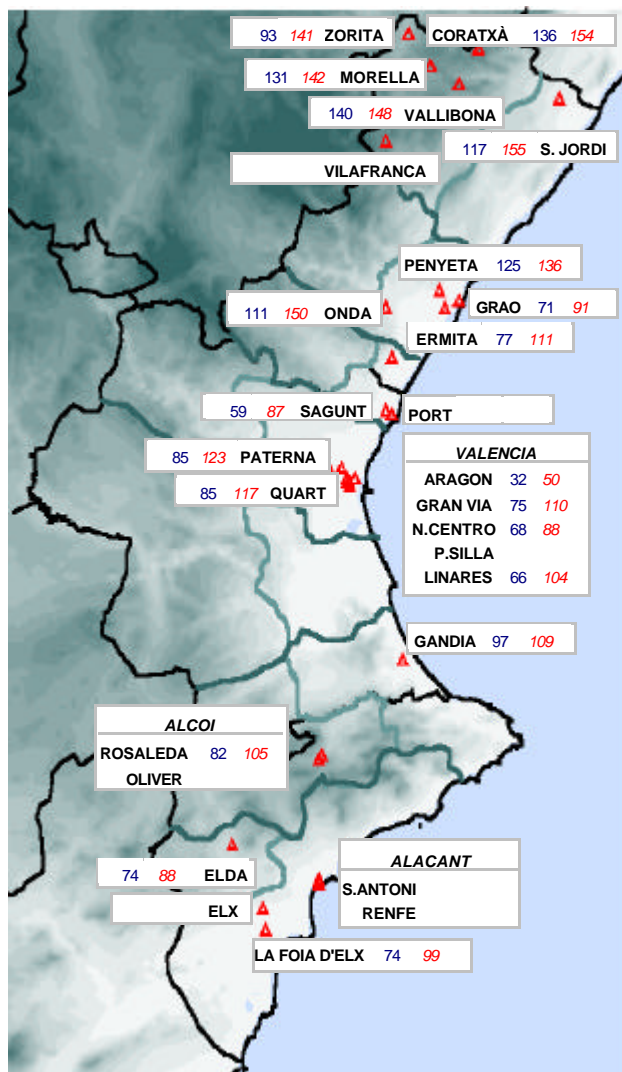 93 141 ZORITA
CORATXÀ 136 154
131 142 MORELLA
140 148 VALLIBONA
117 155 S. JORDI
VILAFRANCA
PENYETA 125 136
111 150 ONDA
GRAO 71 91
ERMITA 77 111
59 87 SAGUNT
PORT
85 123 PATERNA
85 117 QUART
VALENCIA
ARAGON 32 50
GRAN VIA 75 110
N.CENTRO 68 88
P.SILLA
LINARES 66 104
GANDIA 97 109
ALCOI
ROSALEDA 82 105
OLIVER
74 88 ELDA
ALACANT
S.ANTONI
RENFE
ELX
LA FOIA D'ELX 74 99